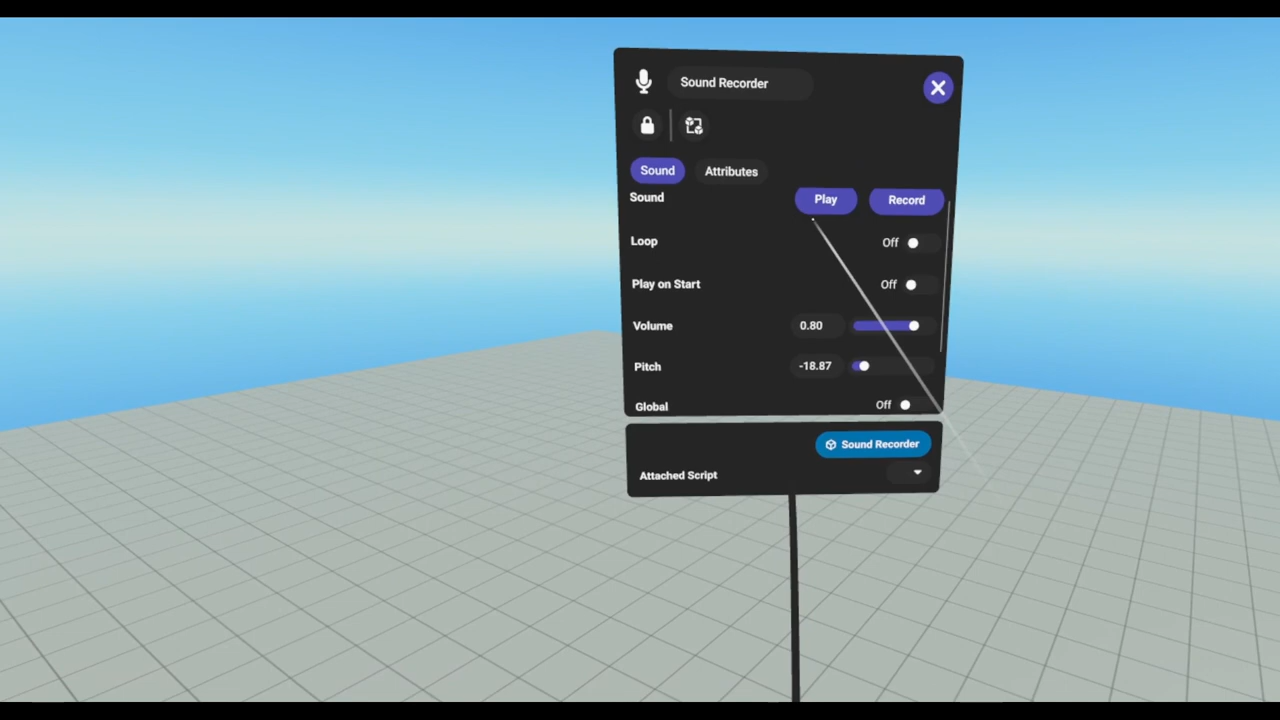 Sound Recorder
Sound Attributes
Sound Play Record
Loop Off
Play on Start Off
Volume 0.80
Pitch -18.87
Global Off
Sound Recorder
Attached Script